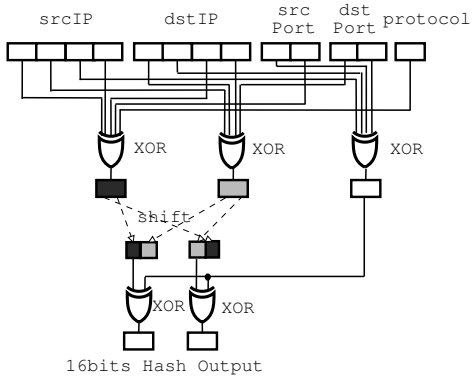 srcIP
dstIP
src
Port
dst
Port
protocol
XOR
XOR
XOR
shift
XOR
XOR
16bits Hash Output